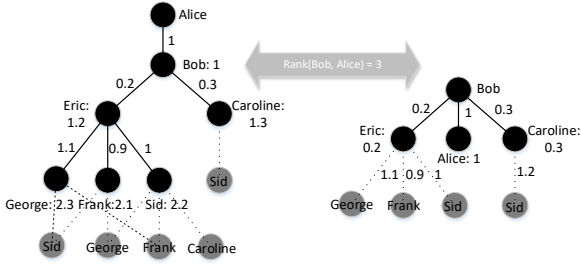 Alice
1
Bob: 1
Rank(Bob, Alice) = 3
Bob
0.2
0.3
0.2
1
0.3
Eric:
1.2
Caroline:
1.3
Eric:
0.2
Alice: 1
Caroline:
0.3
1.1
0.9
1
1.1
0.9
1
1.2
Sid
George: 2.3
Frank:2.1
Sid: 2.2
George
Frank
Sid
Sid
Sid
George
Frank
Caroline